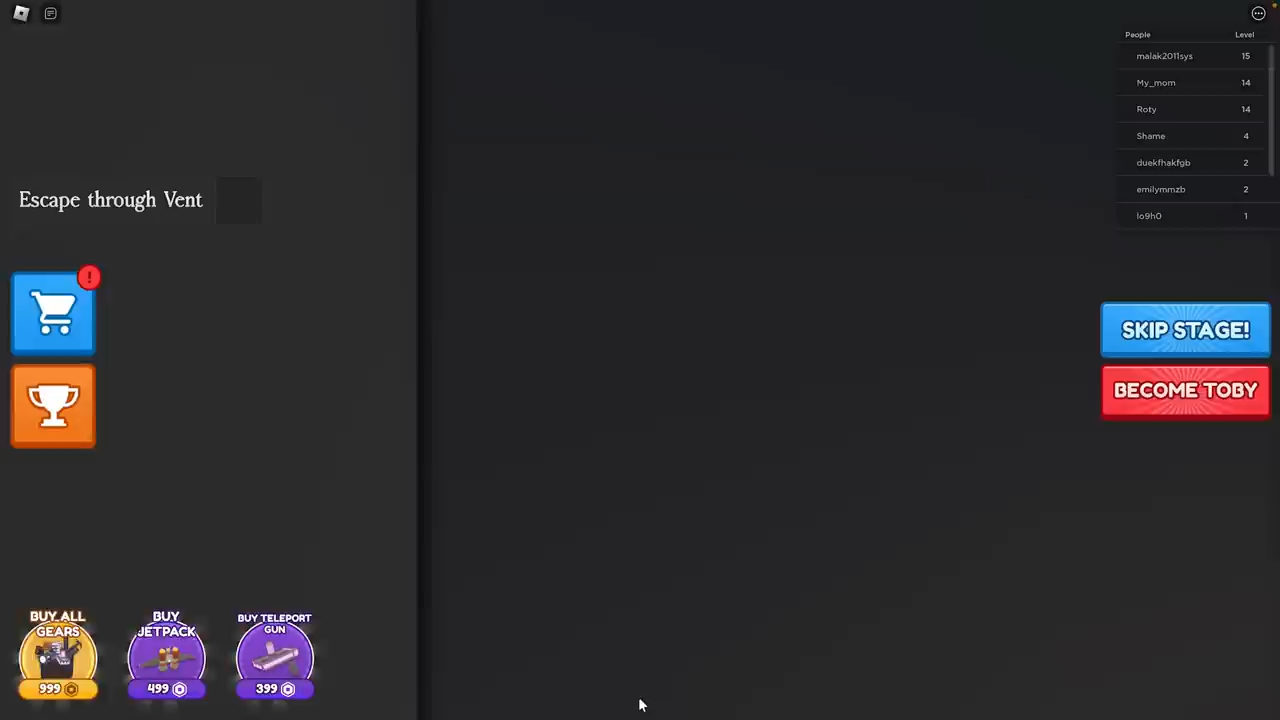 People Level
malak2011sys 15
My_mom 14
Roty 14
Shame 4
duekfhakfgb 2
emilymmzb 2
lo9h0 1
Escape through Vent
!
SKIP STAGE!
BECOME TOBY
BUY ALL
GEARS
999
BUY
JETPACK
499
BUY TELEPORT
GUN
399